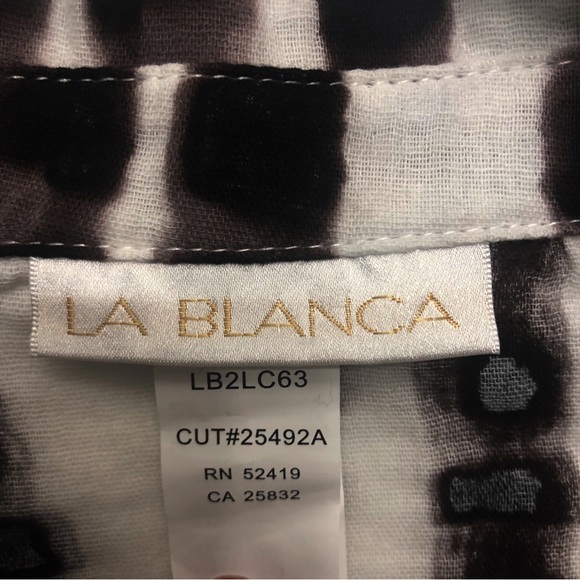 LA BLANCA
LB2LC63
CUT#25492A
RN 52419
CA 25832